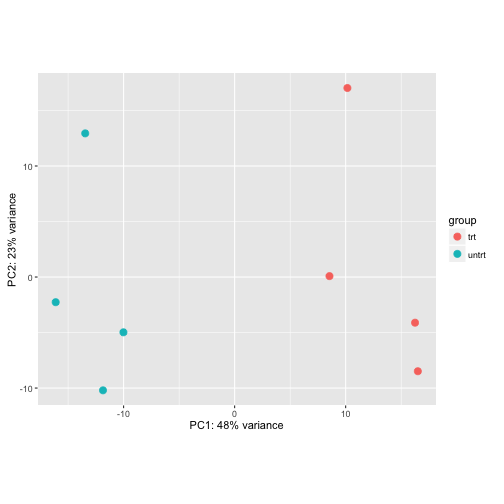 10
0
-10
PC2: 23% variance
-10
0
10
PC1: 48% variance
group
trt
untrt